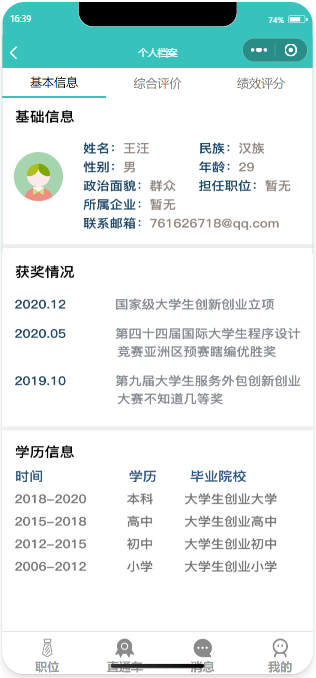 16:39
74%
个人档案
基本信息 综合评价 绩效评分
基础信息
姓名：王汪 民族：汉族
性别：男 年龄：29
政治面貌：群众 担任职位：暂无
所属企业：暂无
联系邮箱：761626718@qq.com
获奖情况
2020.12 国家级大学生创新创业立项
2020.05 第四十四届国际大学生程序设计
竞赛亚洲区预赛瞎编优胜奖
2019.10 第九届大学生服务外包创新创业
大赛不知道几等奖
学历信息
时间 学历 毕业院校
2018-2020 本科 大学生创业大学
2015-2018 高中 大学生创业高中
2012-2015 初中 大学生创业初中
2006-2012 小学 大学生创业小学
职位 直通车 消息 我的